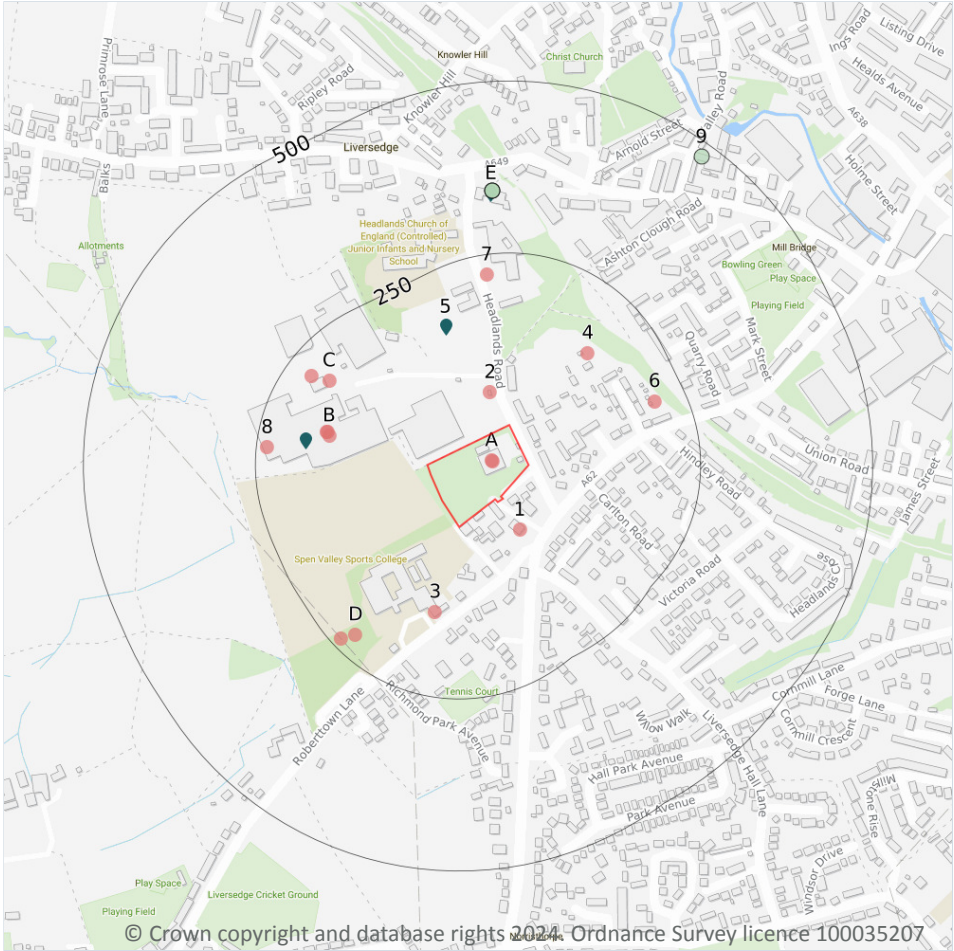 Primrose Lane
Ripley Road
Knowler Hill
Knowler Hill
Christ Church
Ings Road
Listing Drive
Healds Avenue
A638
Balks
500
Liversedge
A649
Arnold Street
Valley Road
9
Holme Street
E
Allotments
Headlands Church of
England (Controlled)
Junior Infants and Nursery
School
7
Ashton Clough Road
Mill Bridge
Bowling Green
Play Space
Playing Field
250
5
Headlands Road
4
Mark Street
Quarry Road
C
2
6
B
8
A
Union Road
Hindley Road
James Street
A62
1
Carlton Road
Spen Valley Sports College
Victoria Road
Headlands Close
3
D
Richmond Park Avenue
Tennis Court
Roberttown Lane
Cornmill Lane
Forge Lane
Cornmill Crescent
Willow Walk
Liversedge Hall Lane
Hall Park Avenue
Park Avenue
Windsor Drive
Play Space
Playing Field
Liversedge Cricket Ground
© Crown copyright and database rights 2024. Ordnance Survey licence 100035207